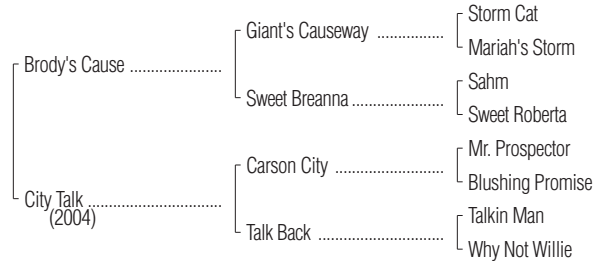 Storm Cat
Giant's Causeway ................
Mariah's Storm
Brody's Cause ......................
Sahm
Sweet Breanna ......................
Sweet Roberta
Mr. Prospector
Carson City ..........................
Blushing Promise
City Talk ................................
(2004)
Talkin Man
Talk Back ..............................
Why Not Willie